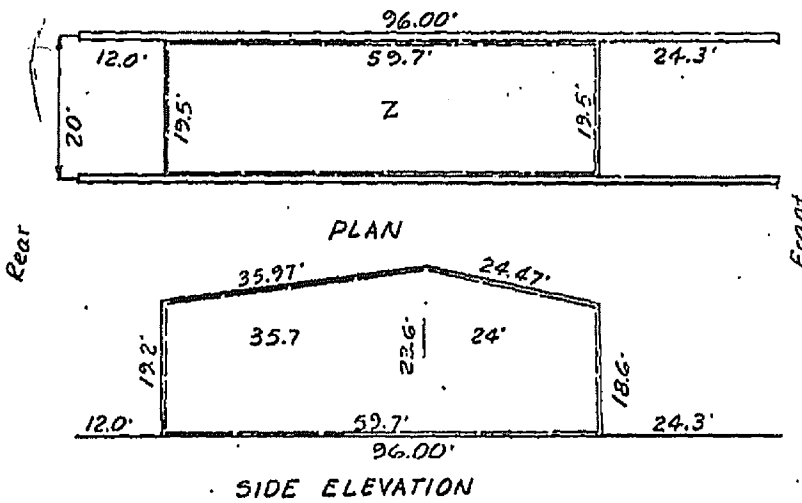 96.00'
12.0' 59.7' 24.3'
20' 19.5' Z 19.5'
PLAN
Rear Front
35.97' 24.47'
19.2' 35.7 23.6' 24' 18.6'
12.0' 59.7' 24.3'
96.00'
SIDE ELEVATION